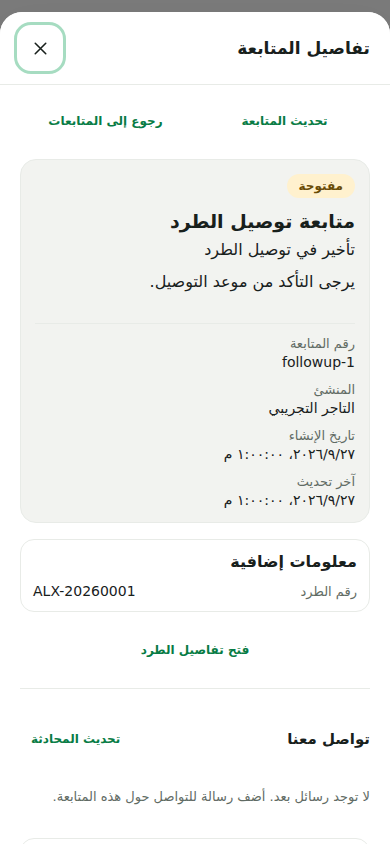 تفاصيل المتابعة
تحديث المتابعة
رجوع إلى المتابعات
مفتوحة
متابعة توصيل الطرد
تأخير في توصيل الطرد
يرجى التأكد من موعد التوصيل.
رقم المتابعة
followup-1
المنشئ
التاجر التجريبي
تاريخ الإنشاء
٢٠٢٦/٩/٢٧، ١:٠٠:٠٠ م
آخر تحديث
٢٠٢٦/٩/٢٧، ١:٠٠:٠٠ م
معلومات إضافية
رقم الطرد ALX-20260001
فتح تفاصيل الطرد
تواصل معنا
تحديث المحادثة
لا توجد رسائل بعد. أضف رسالة للتواصل حول هذه المتابعة.